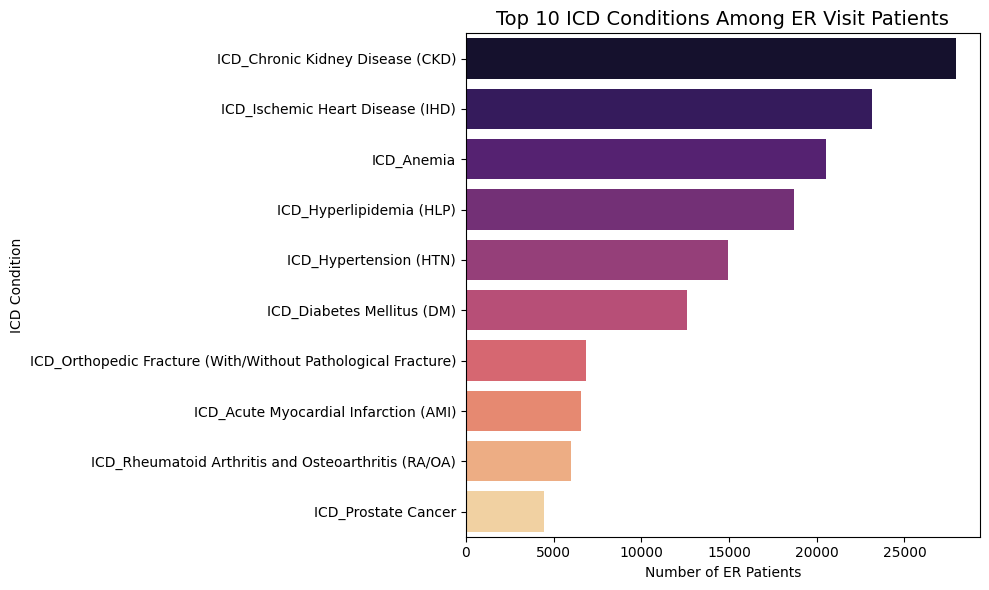 Top 10 ICD Conditions Among ER Visit Patients
ICD Condition
ICD_Chronic Kidney Disease (CKD)
ICD_Ischemic Heart Disease (IHD)
ICD_Anemia
ICD_Hyperlipidemia (HLP)
ICD_Hypertension (HTN)
ICD_Diabetes Mellitus (DM)
ICD_Orthopedic Fracture (With/Without Pathological Fracture)
ICD_Acute Myocardial Infarction (AMI)
ICD_Rheumatoid Arthritis and Osteoarthritis (RA/OA)
ICD_Prostate Cancer
0 5000 10000 15000 20000 25000
Number of ER Patients